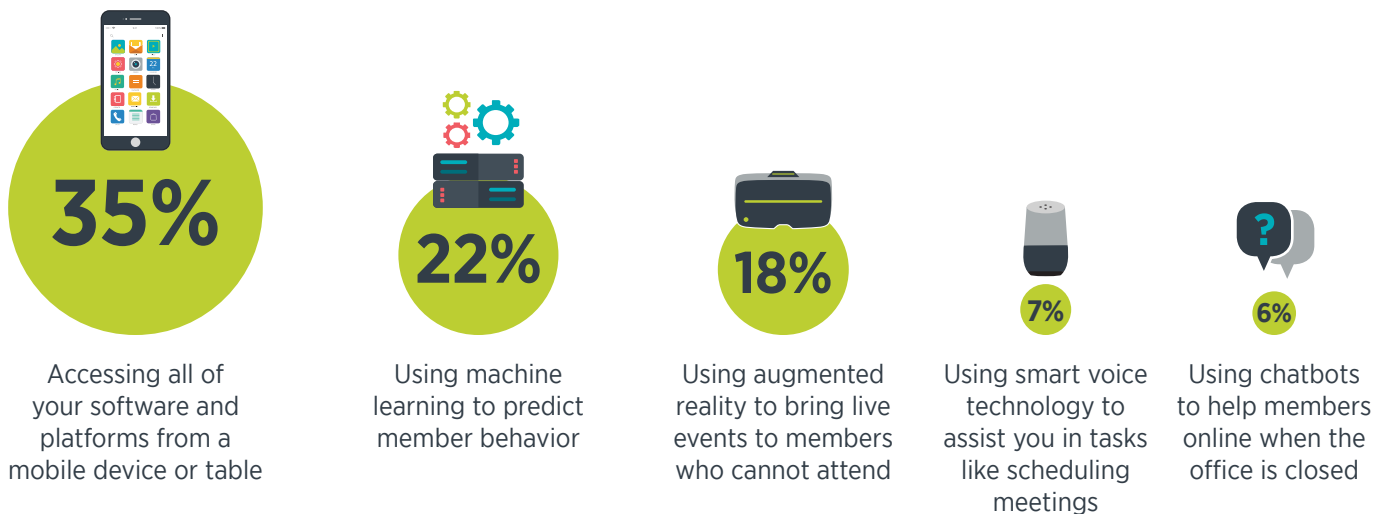 35%
22%
18%
7%
6%
22
?
Accessing all of
your software and
platforms from a
mobile device or table
Using machine
learning to predict
member behavior
Using augmented
reality to bring live
events to members
who cannot attend
Using smart voice
technology to
assist you in tasks
like scheduling
meetings
Using chatbots
to help members
online when the
office is closed